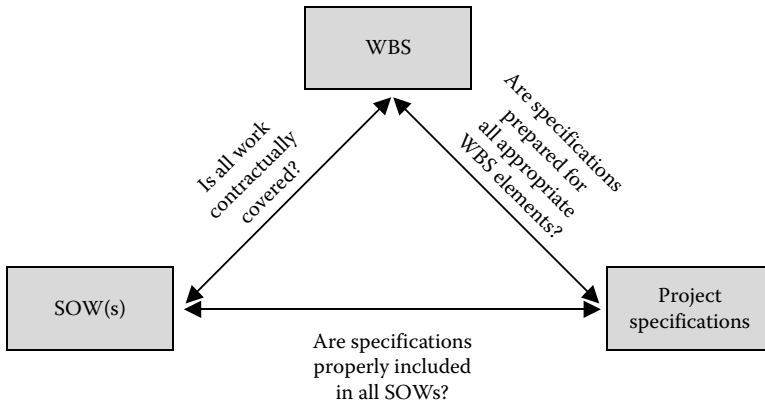 WBS
Is all work
contractually
covered?
Are specifications
prepared for
all appropriate
WBS elements?
SOW(s)
Project
specifications
Are specifications
properly included
in all SOWs?